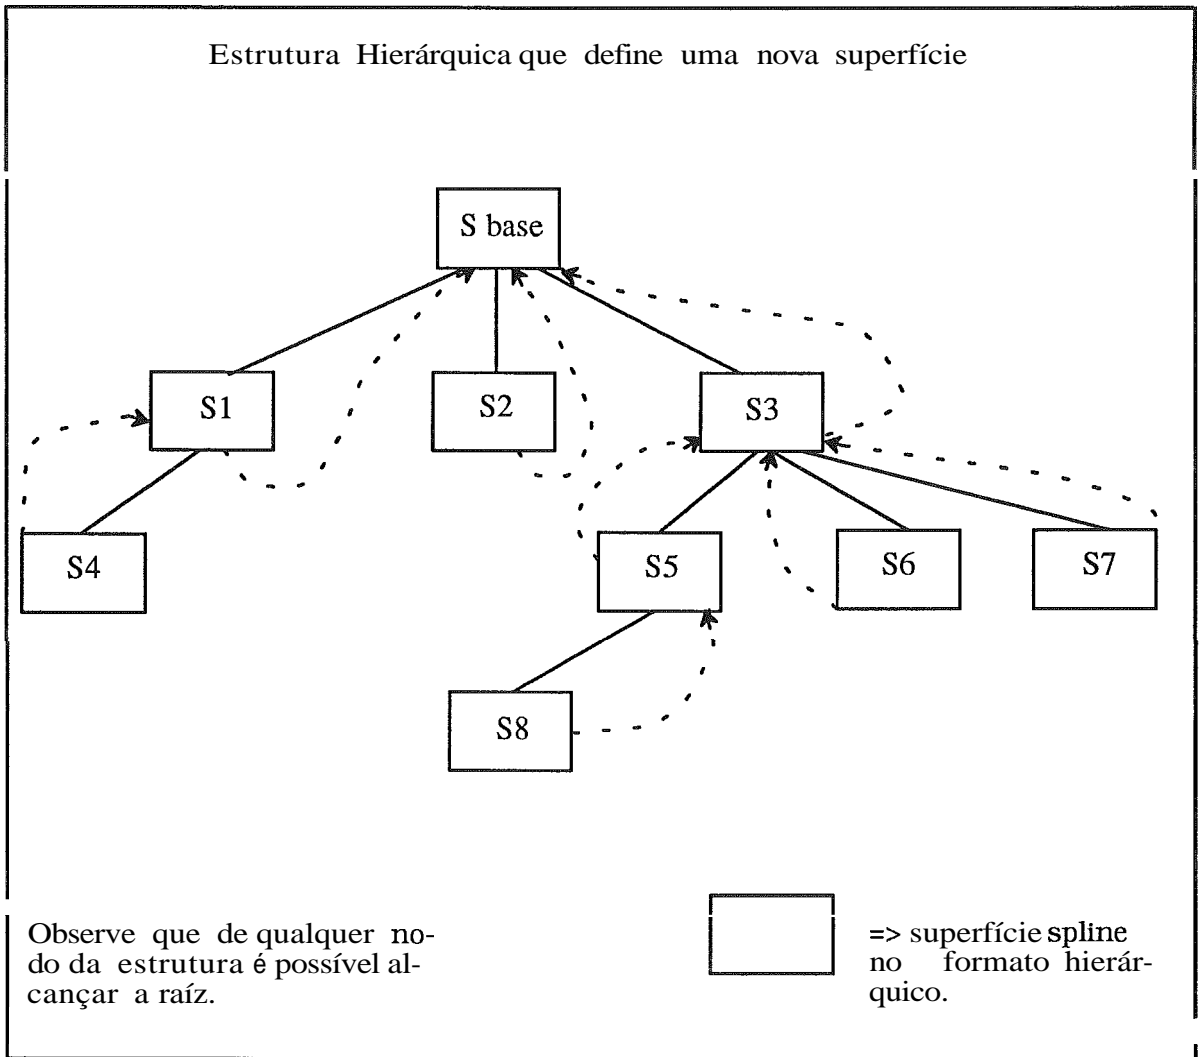 Estrutura Hierárquica que define uma nova superfície
S base
S1
S2
S3
S4
S5
S6
S7
S8
Observe que de qualquer no-
do da estrutura é possível al-
cançar a raíz.
=> superfície spline
no formato hierár-
quico.